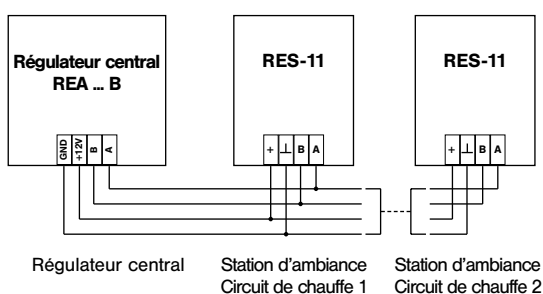 Régulateur central
REA ... B
RES-11
RES-11
GND +12V B A
+ ⊥ B A
+ ⊥ B A
Régulateur central
Station d'ambiance
Circuit de chauffe 1
Station d'ambiance
Circuit de chauffe 2